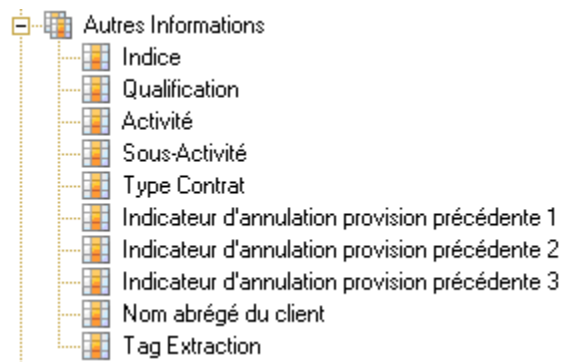 Autres Informations
Indice
Qualification
Activité
Sous-Activité
Type Contrat
Indicateur d'annulation provision précédente 1
Indicateur d'annulation provision précédente 2
Indicateur d'annulation provision précédente 3
Nom abrégé du client
Tag Extraction